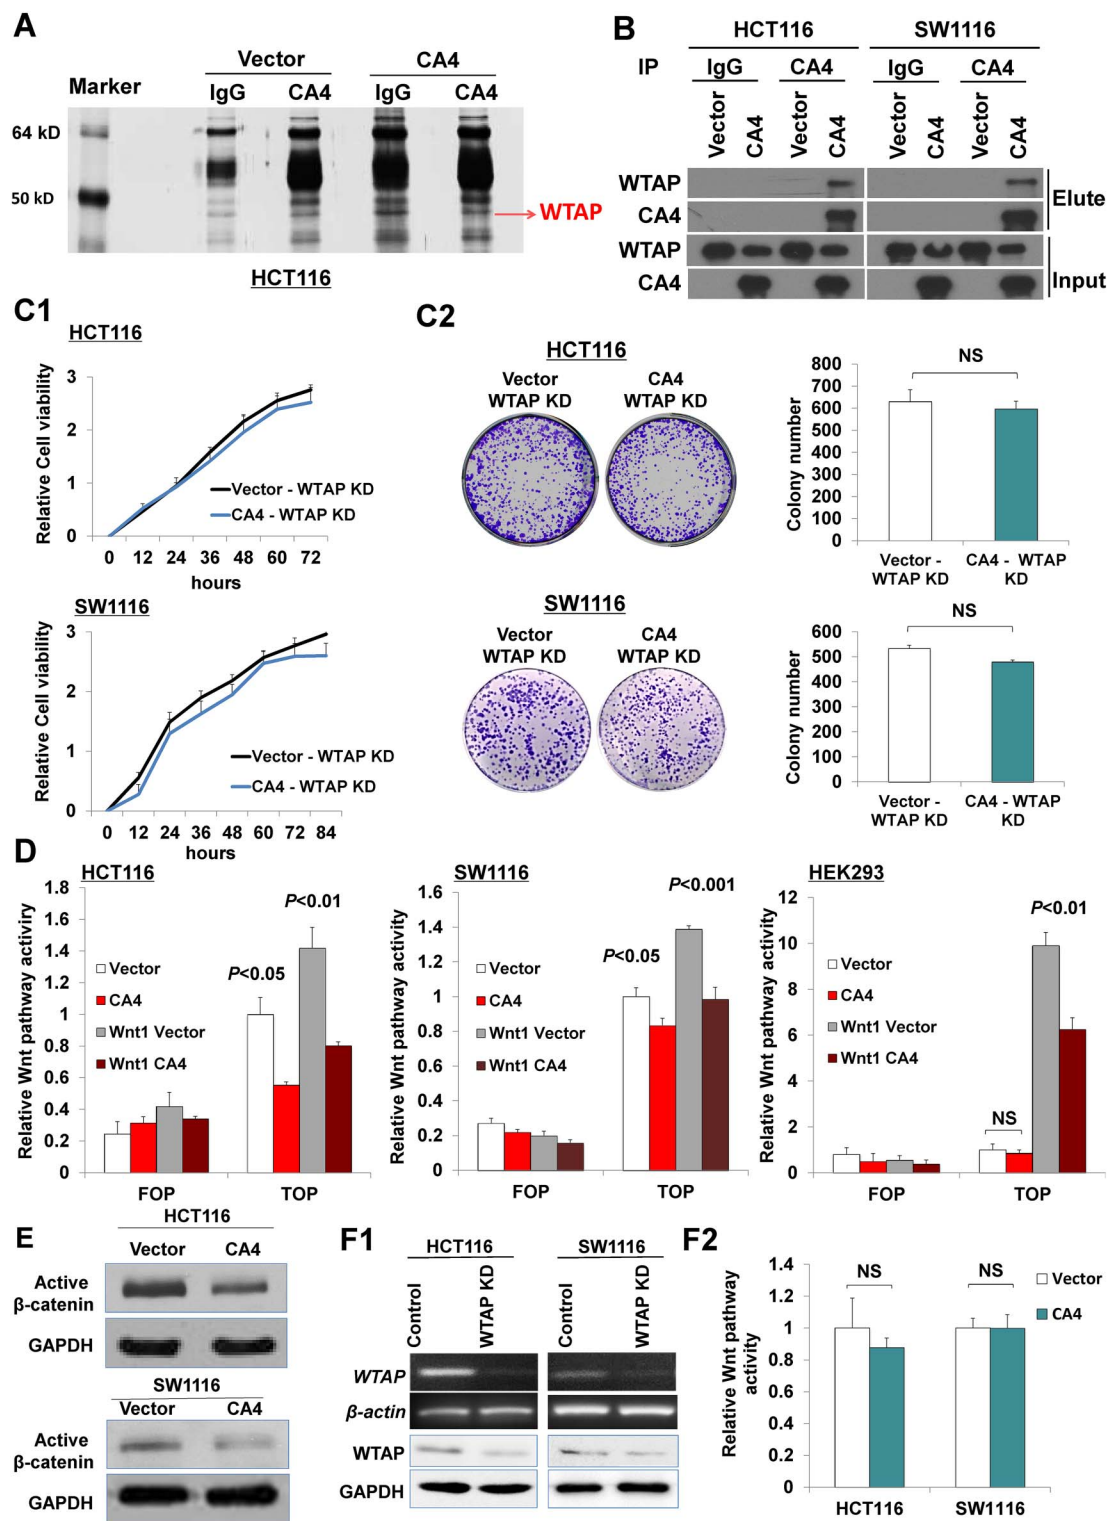 A
Vector
CA4
Marker
IgG
CA4
IgG
CA4
64 kD
50 kD
WTAP
HCT116
B
HCT116
SW1116
IP
IgG
CA4
IgG
CA4
Vector
CA4
Vector
CA4
Vector
CA4
Vector
CA4
WTAP
CA4
Elute
WTAP
CA4
Input
C1
HCT116
Relative Cell viability
3
2
1
0
Vector - WTAP KD
CA4 - WTAP KD
0 12 24 36 48 60 72
hours
SW1116
Relative Cell viability
3
2
1
0
Vector - WTAP KD
CA4 - WTAP KD
0 12 24 36 48 60 72 84
hours
C2
HCT116
Vector
WTAP KD
CA4
WTAP KD
Colony number
800
700
600
500
400
300
200
100
0
NS
Vector -
WTAP KD
CA4 - WTAP
KD
SW1116
Vector
WTAP KD
CA4
WTAP KD
Colony number
600
500
400
300
200
100
0
NS
Vector -
WTAP KD
CA4 - WTAP
KD
D
HCT116
Relative Wnt pathway activity
1.8
1.6
1.4
1.2
1
0.8
0.6
0.4
0.2
0
P<0.01
P<0.05
Vector
CA4
Wnt1 Vector
Wnt1 CA4
FOP
TOP
SW1116
Relative Wnt pathway activity
1.6
1.4
1.2
1
0.8
0.6
0.4
0.2
0
P<0.001
P<0.05
Vector
CA4
Wnt1 Vector
Wnt1 CA4
FOP
TOP
HEK293
Relative Wnt pathway activity
12
10
8
6
4
2
0
P<0.01
Vector
CA4
Wnt1 Vector
Wnt1 CA4
NS
FOP
TOP
E
HCT116
Vector
CA4
Active
β-catenin
GAPDH
SW1116
Vector
CA4
Active
β-catenin
GAPDH
F1
HCT116
SW1116
Control
WTAP KD
Control
WTAP KD
WTAP
β-actin
WTAP
GAPDH
F2
Relative Wnt pathway
activity
1.4
1.2
1
0.8
0.6
0.4
0.2
0
NS
NS
Vector
CA4
HCT116
SW1116